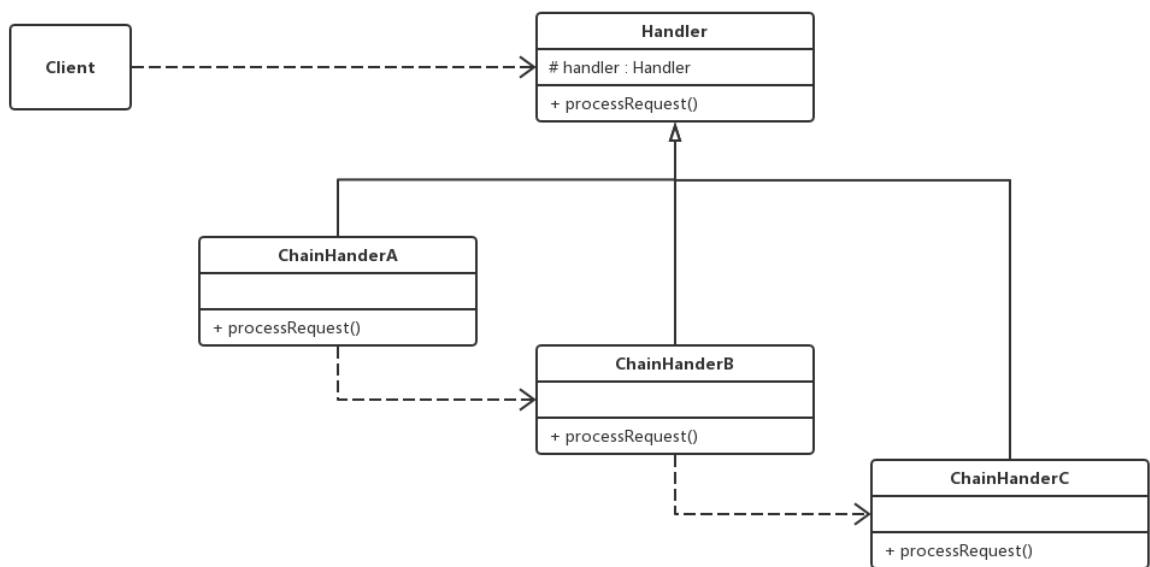 Client
Handler
# handler : Handler
+ processRequest()
ChainHanderA
+ processRequest()
ChainHanderB
+ processRequest()
ChainHanderC
+ processRequest()